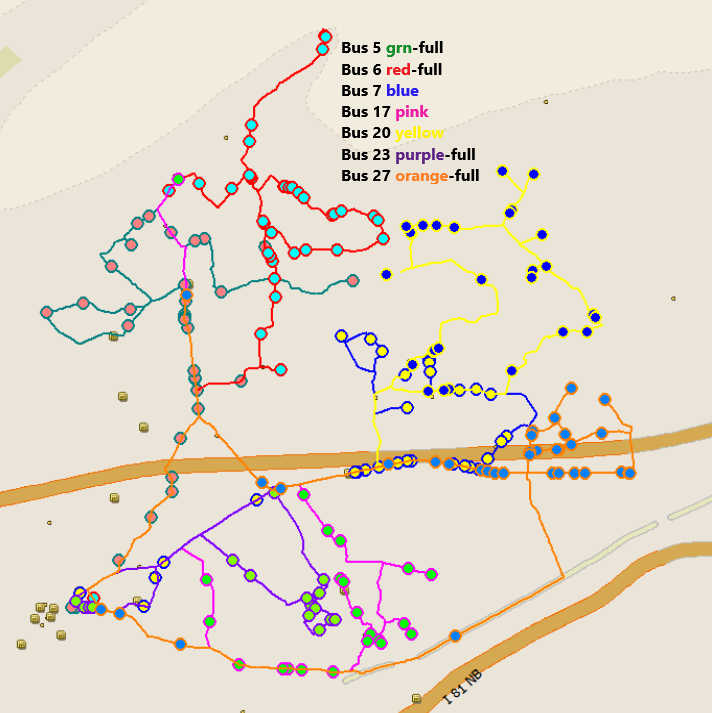 Bus 5 grn-full
Bus 6 red-full
Bus 7 blue
Bus 17 pink
Bus 20 yellow
Bus 23 purple-full
Bus 27 orange-full
I 81 NB